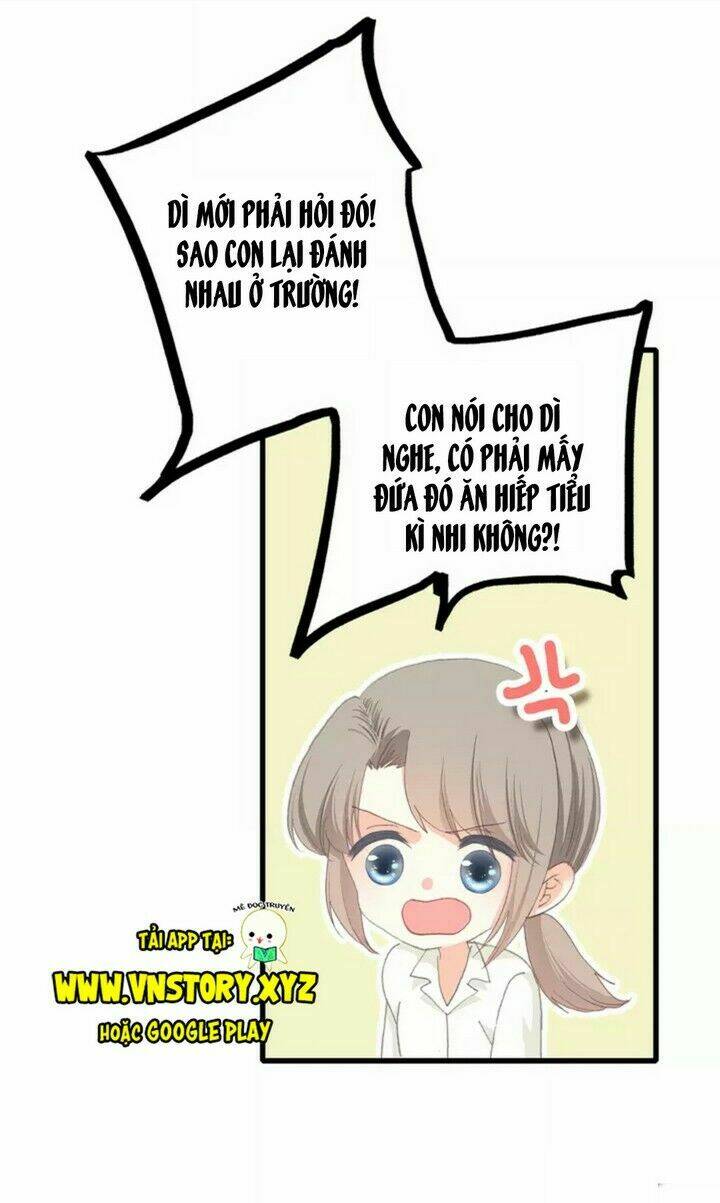 DÌ MỚI PHẢI HỎI ĐÓ!
SAO CON LẠI ĐÁNH
NHAU Ở TRƯỜNG!
CON NÓI CHO DÌ
NGHE, CÓ PHẢI MẤY
ĐỨA ĐÓ ĂN HIẾP TIỂU
KÌ NHI KHÔNG?!
MÊ ĐỌC TRUYỆN
TẢI APP TẠI:
WWW.VNSTORY.XYZ
HOẶC GOOGLE PLAY